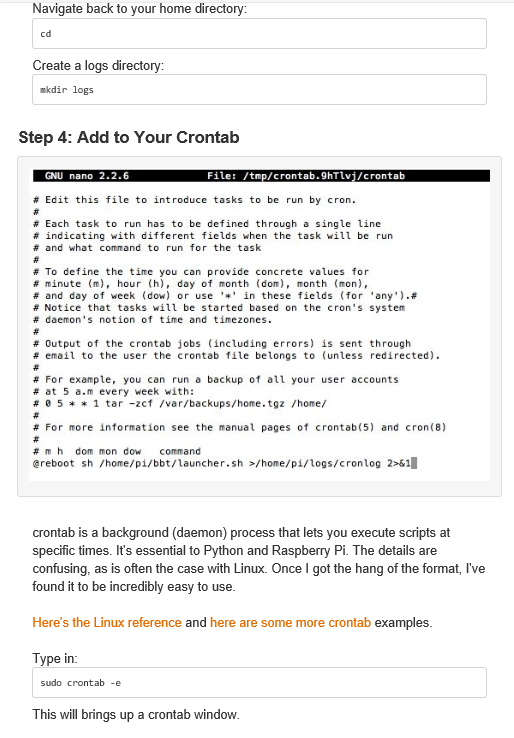 Navigate back to your home directory:
cd
Create a logs directory:
mkdir logs
Step 4: Add to Your Crontab
GNU nano 2.2.6 File: /tmp/crontab.9hTlvj/crontab
# Edit this file to introduce tasks to be run by cron.
#
# Each task to run has to be defined through a single line
# indicating with different fields when the task will be run
# and what command to run for the task
#
# To define the time you can provide concrete values for
# minute (m), hour (h), day of month (dom), month (mon),
# and day of week (dow) or use '*' in these fields (for 'any').#
# Notice that tasks will be started based on the cron's system
# daemon's notion of time and timezones.
#
# Output of the crontab jobs (including errors) is sent through
# email to the user the crontab file belongs to (unless redirected).
#
# For example, you can run a backup of all your user accounts
# at 5 a.m every week with:
# 0 5 * * 1 tar -zcf /var/backups/home.tgz /home/
#
# For more information see the manual pages of crontab(5) and cron(8)
#
# m h  dom mon dow   command
@reboot sh /home/pi/bbt/launcher.sh >/home/pi/logs/cronlog 2>&1
crontab is a background (daemon) process that lets you execute scripts at
specific times. It's essential to Python and Raspberry Pi. The details are
confusing, as is often the case with Linux. Once I got the hang of the format, I've
found it to be incredibly easy to use.
Here's the Linux reference and here are some more crontab examples.
Type in:
sudo crontab -e
This will brings up a crontab window.